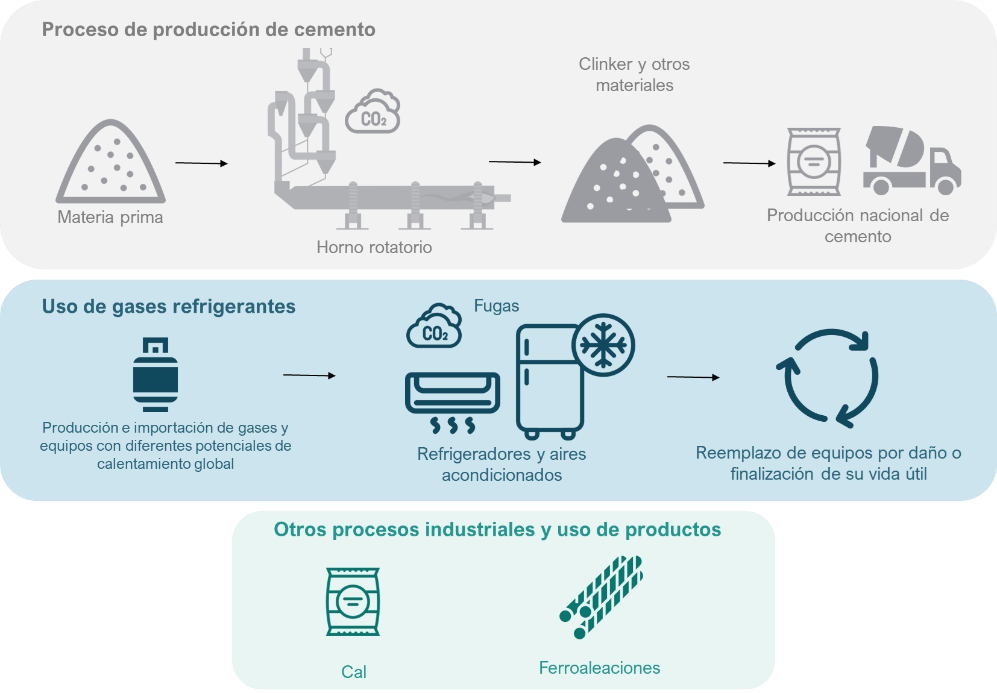 Proceso de producción de cemento
Clinker y otros
materiales
CO₂
Materia prima
Horno rotatorio
Producción nacional de
cemento
Uso de gases refrigerantes
Fugas
CO₂
Producción e importación de gases y
equipos con diferentes potenciales de
calentamiento global
Refrigeradores y aires
acondicionados
Reemplazo de equipos por daño o
finalización de su vida útil
Otros procesos industriales y uso de productos
Cal
Ferroaleaciones